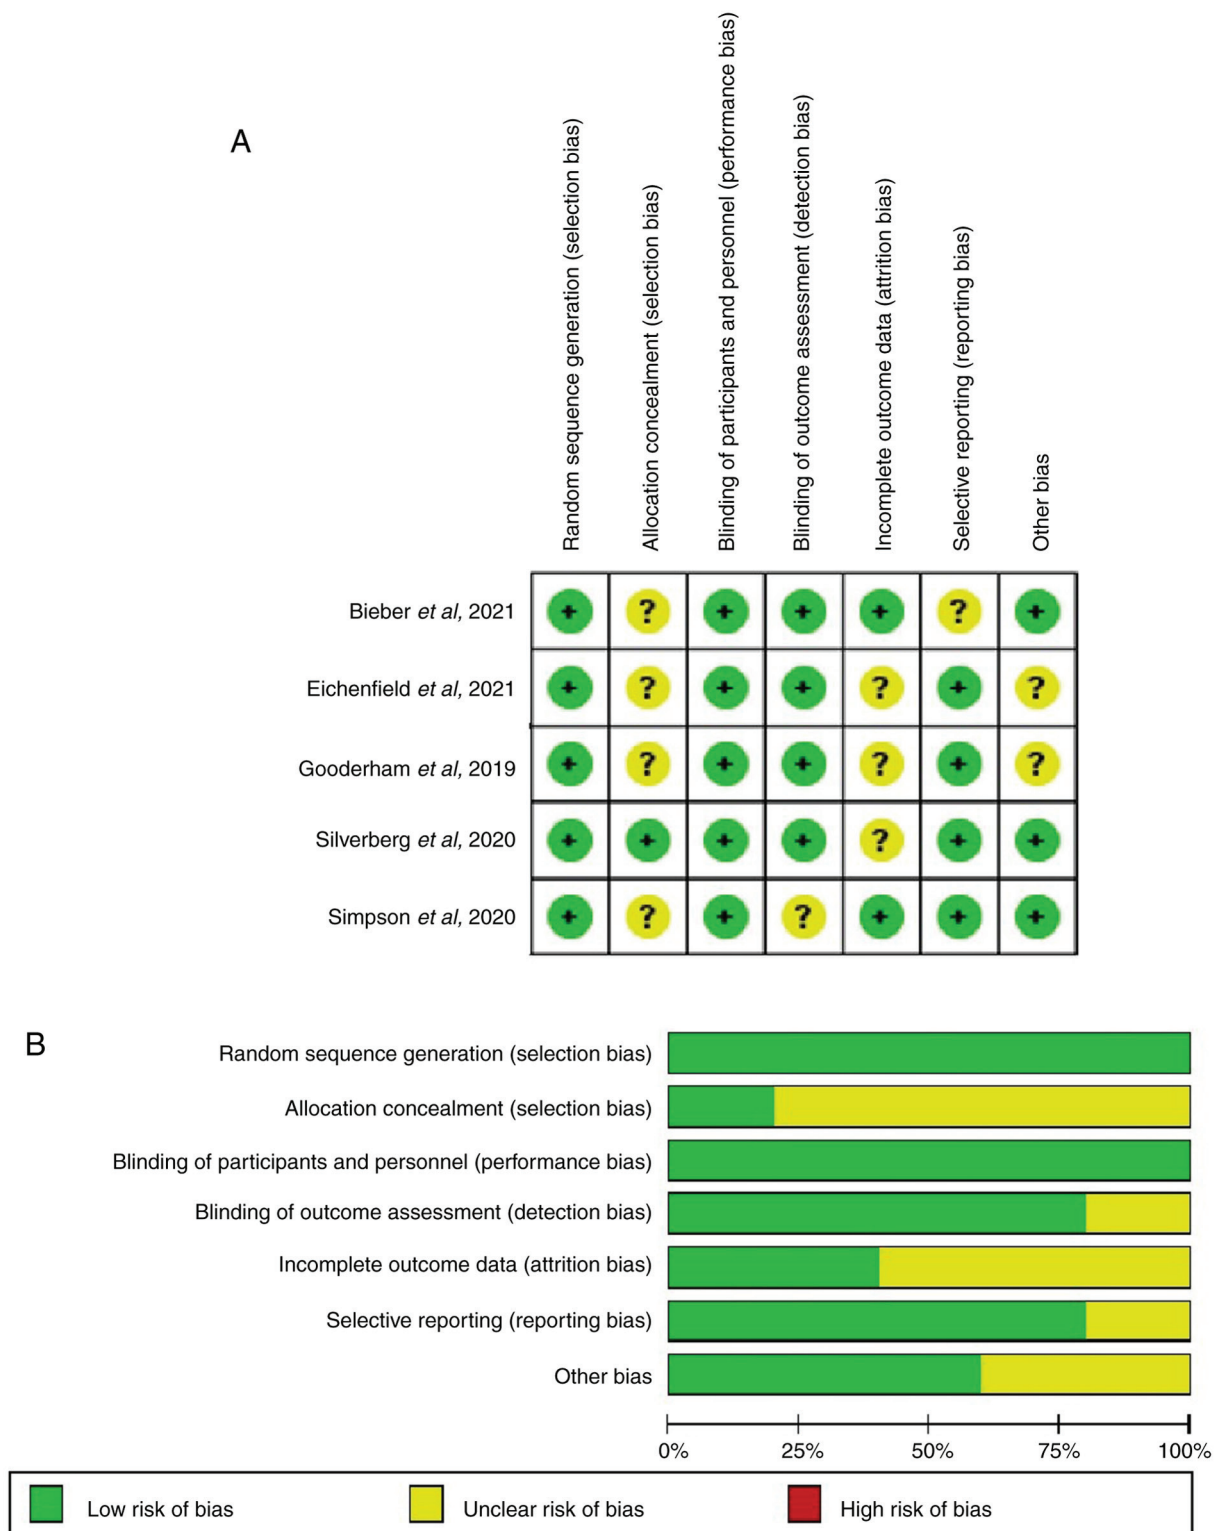 A
Random sequence generation (selection bias)
Allocation concealment (selection bias)
Blinding of participants and personnel (performance bias)
Blinding of outcome assessment (detection bias)
Incomplete outcome data (attrition bias)
Selective reporting (reporting bias)
Other bias
Bieber et al, 2021 + ? + + + ? +
Eichenfield et al, 2021 + ? + + ? + ?
Gooderham et al, 2019 + ? + + ? + ?
Silverberg et al, 2020 + + + + ? + +
Simpson et al, 2020 + ? + ? + + +
B
Random sequence generation (selection bias)
Allocation concealment (selection bias)
Blinding of participants and personnel (performance bias)
Blinding of outcome assessment (detection bias)
Incomplete outcome data (attrition bias)
Selective reporting (reporting bias)
Other bias
0% 25% 50% 75% 100%
Low risk of bias Unclear risk of bias High risk of bias